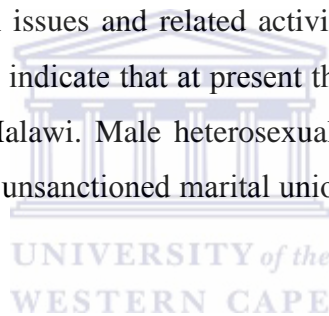 issues and related activi
indicate that at present th
Malawi. Male heterosexual
unsanctioned marital unio
UNIVERSITY of the
WESTERN CAPE